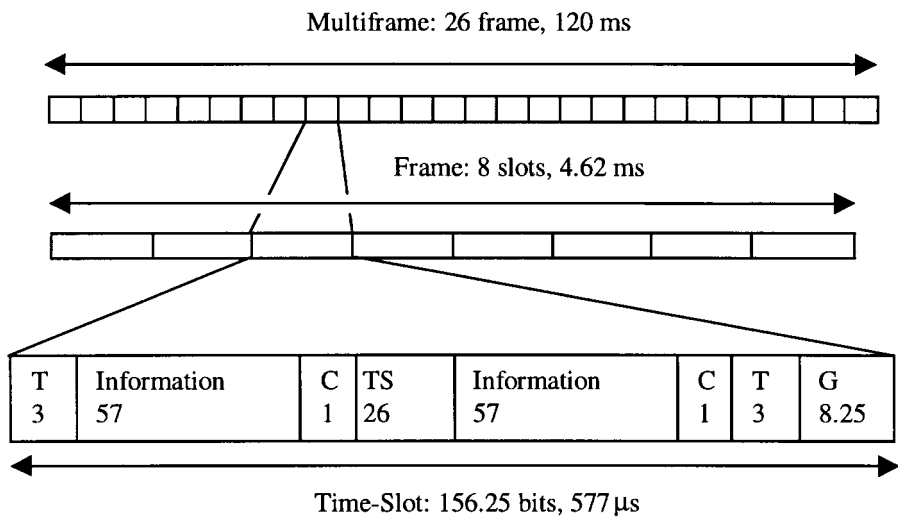 Multiframe: 26 frame, 120 ms
Frame: 8 slots, 4.62 ms
T Information C TS Information C T G
3 57 1 26 57 1 3 8.25
Time-Slot: 156.25 bits, 577 μs